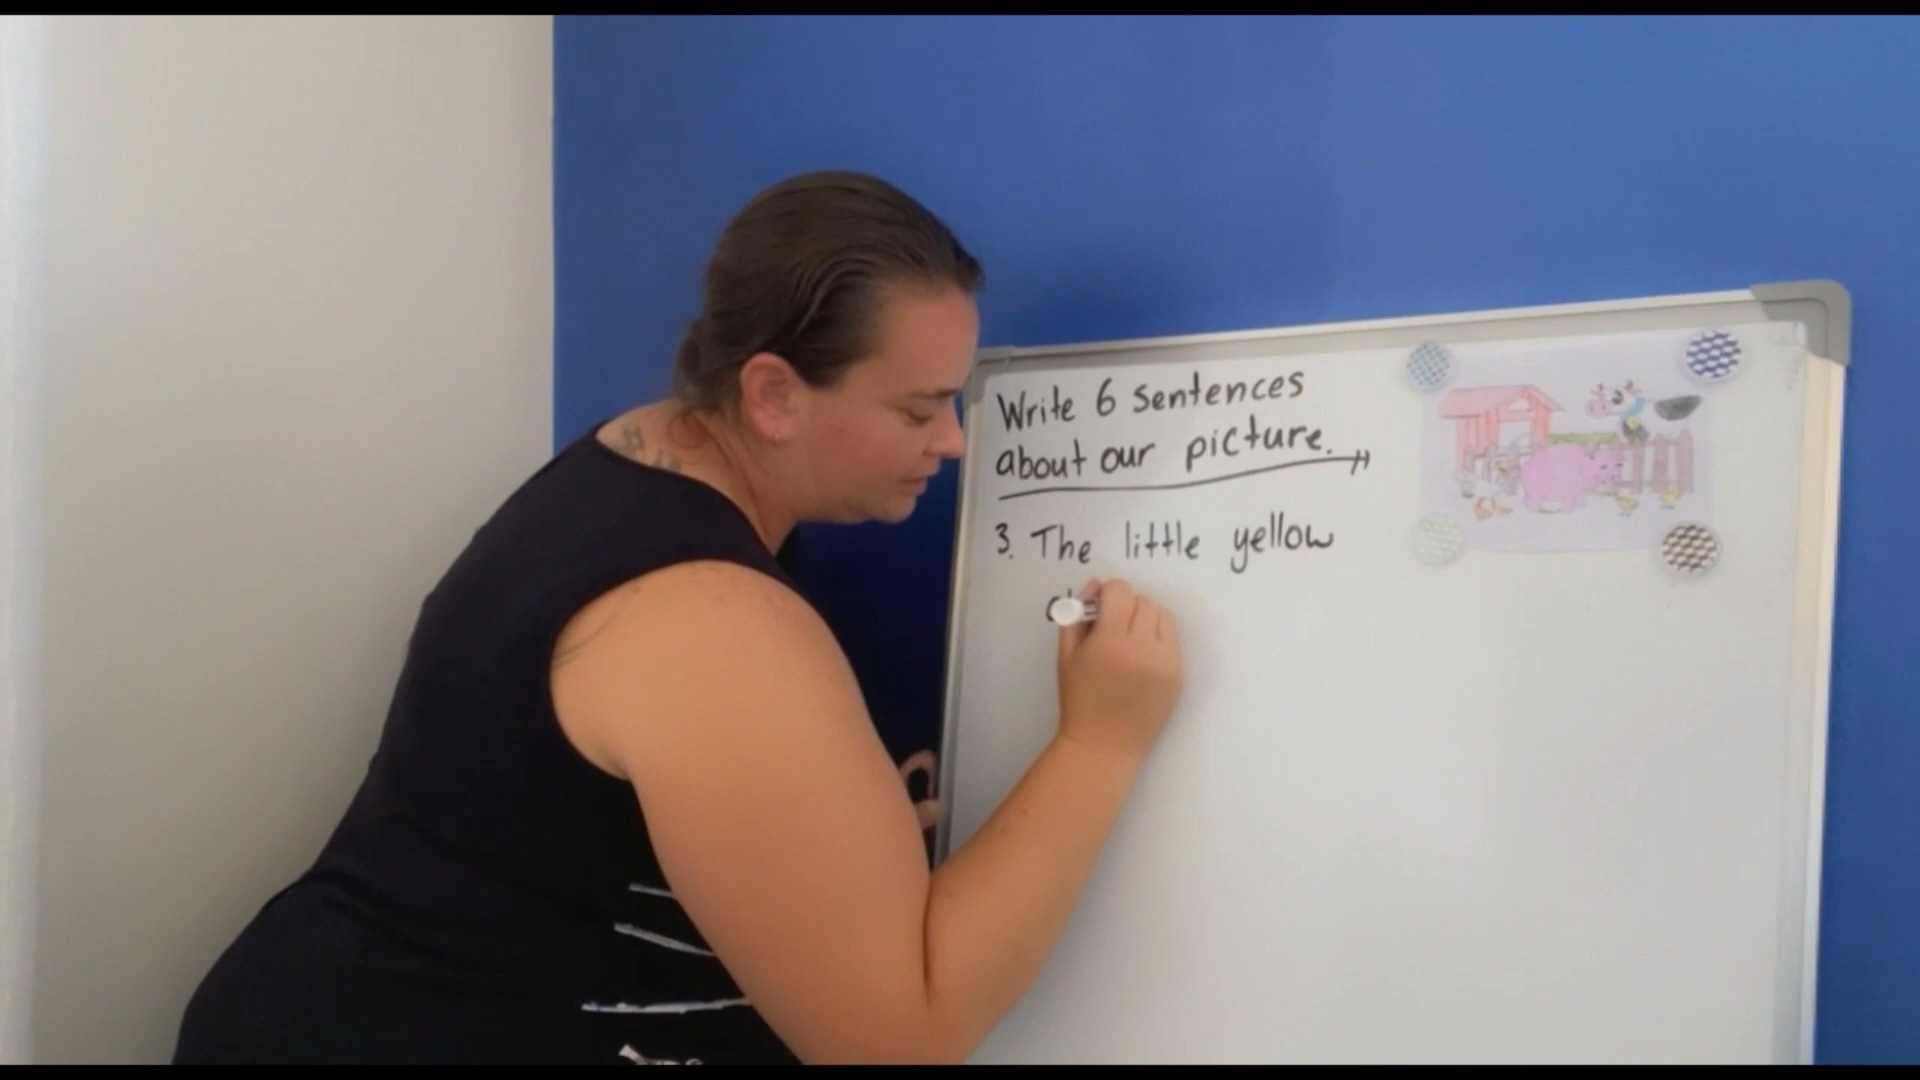 Write 6 sentences
about our picture.
3. The little yellow